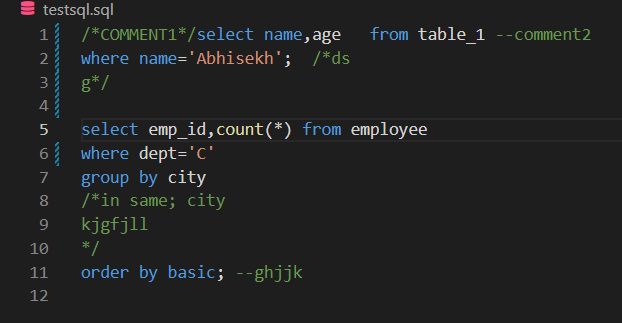 testsql.sql
1 /*COMMENT1*/select name,age   from table_1 --comment2
2 where name='Abhisekh';  /*ds
3 g*/
4
5 select emp_id,count(*) from employee
6 where dept='C'
7 group by city
8 /*in same; city
9 kjgfjll
10 */
11 order by basic; --ghjjk
12